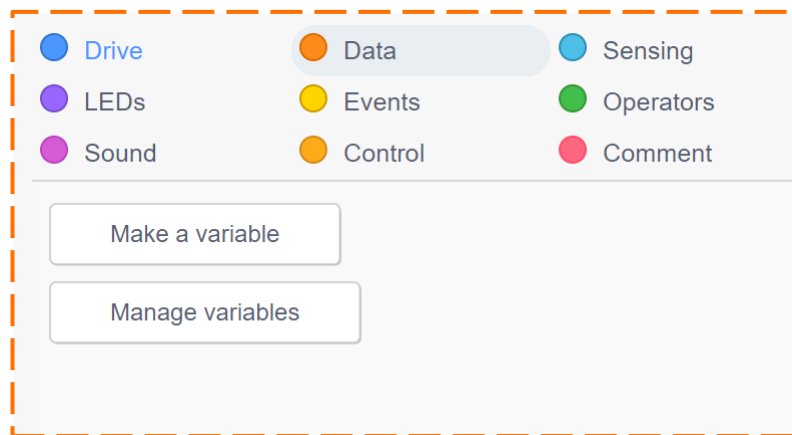 Drive Data Sensing
LEDs Events Operators
Sound Control Comment
Make a variable
Manage variables